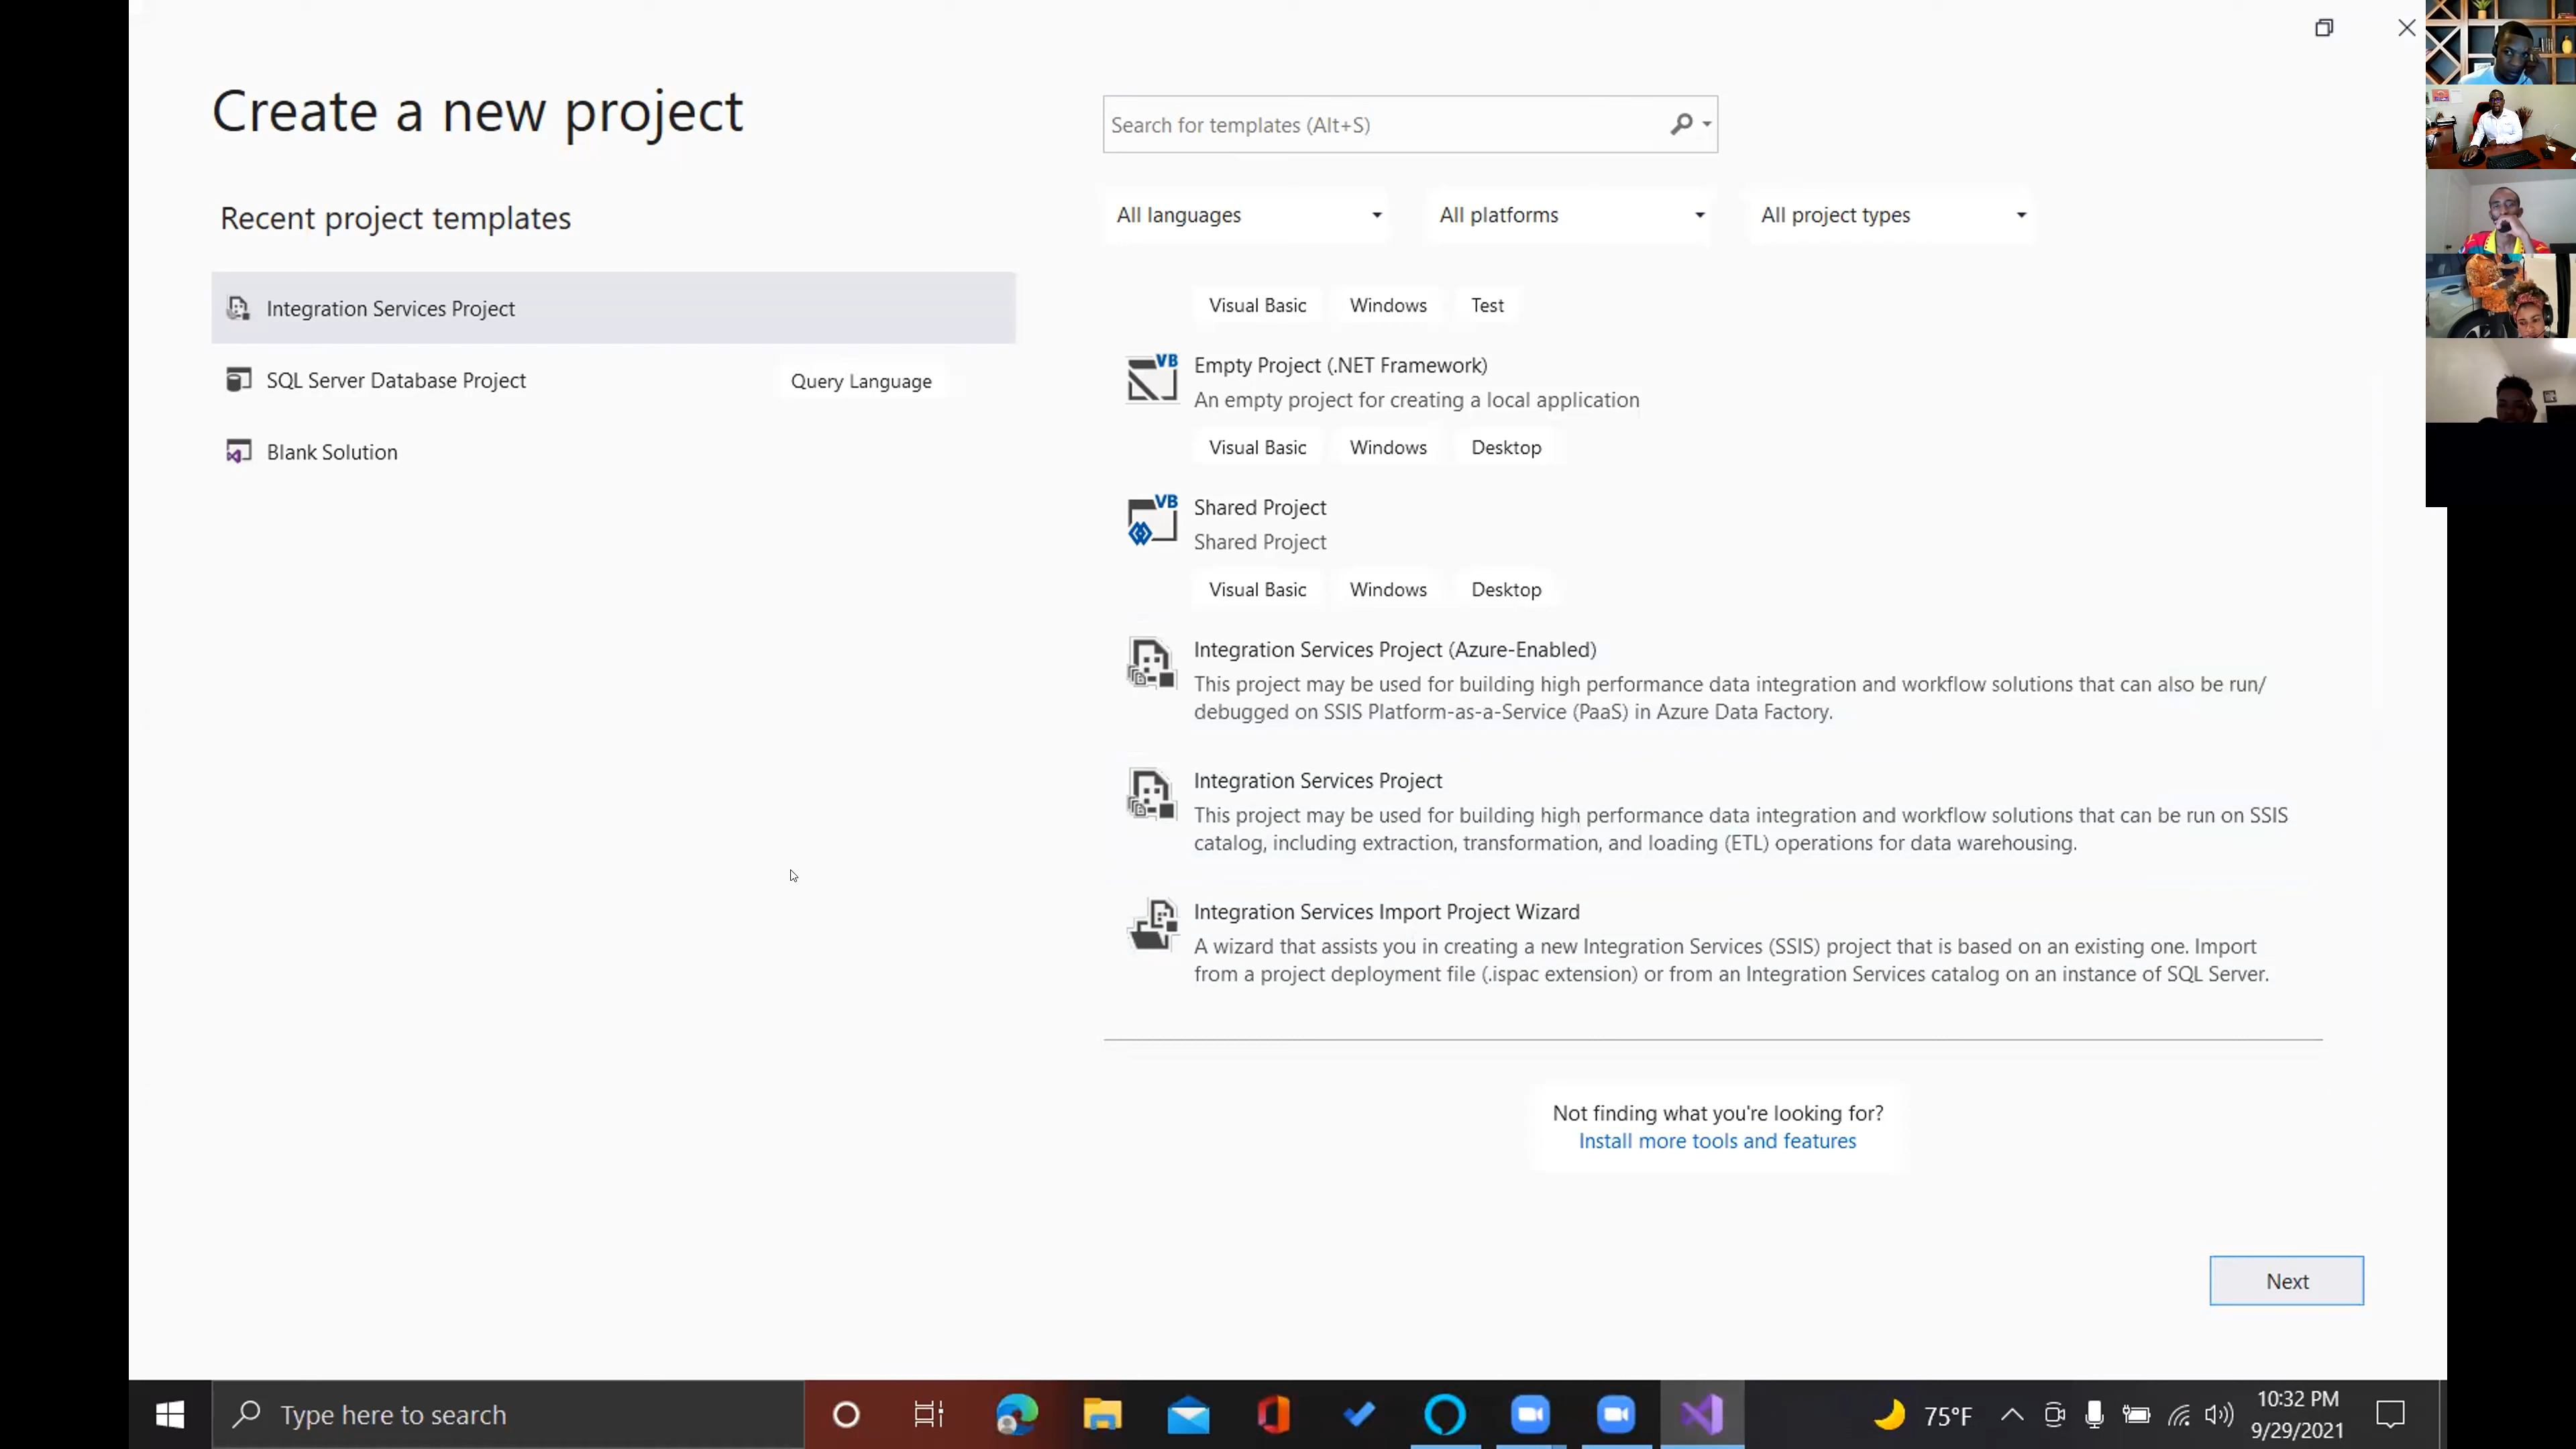 Create a new project
Search for templates (Alt+S)
Recent project templates
All languages
All platforms
All project types
Integration Services Project
SQL Server Database Project
Query Language
Blank Solution
Visual Basic Windows Test
VB
Empty Project (.NET Framework)
An empty project for creating a local application
Visual Basic Windows Desktop
VB
Shared Project
Shared Project
Visual Basic Windows Desktop
Integration Services Project (Azure-Enabled)
This project may be used for building high performance data integration and workflow solutions that can also be run/
debugged on SSIS Platform-as-a-Service (PaaS) in Azure Data Factory.
Integration Services Project
This project may be used for building high performance data integration and workflow solutions that can be run on SSIS
catalog, including extraction, transformation, and loading (ETL) operations for data warehousing.
Integration Services Import Project Wizard
A wizard that assists you in creating a new Integration Services (SSIS) project that is based on an existing one. Import
from a project deployment file (.ispac extension) or from an Integration Services catalog on an instance of SQL Server.
Not finding what you're looking for?
Install more tools and features
Next
Type here to search
75°F
10:32 PM
9/29/2021